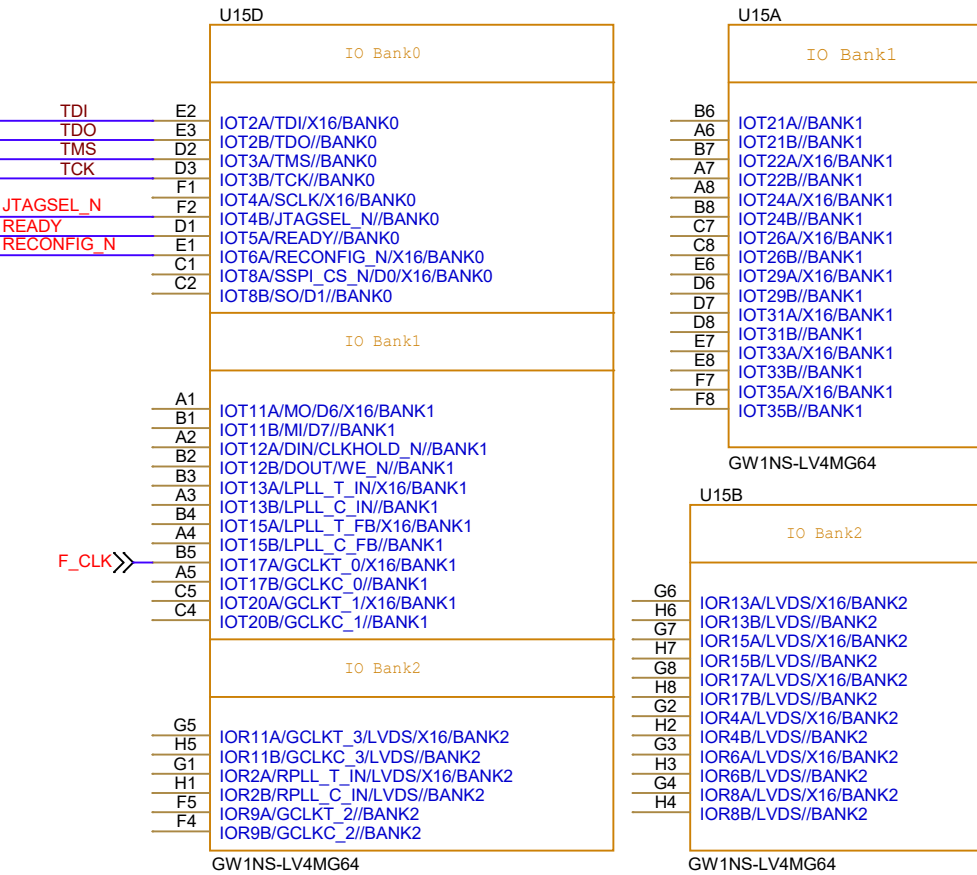 U15D
IO Bank0
TDI E2 IOT2A/TDI/X16/BANK0
TDO E3 IOT2B/TDO//BANK0
TMS D2 IOT3A/TMS//BANK0
TCK D3 IOT3B/TCK//BANK0
F1 IOT4A/SCLK/X16/BANK0
JTAGSEL_N F2 IOT4B/JTAGSEL_N//BANK0
READY D1 IOT5A/READY//BANK0
RECONFIG_N E1 IOT6A/RECONFIG_N/X16/BANK0
C1 IOT8A/SSPI_CS_N/D0/X16/BANK0
C2 IOT8B/SO/D1//BANK0
IO Bank1
A1 IOT11A/MO/D6/X16/BANK1
B1 IOT11B/MI/D7//BANK1
A2 IOT12A/DIN/CLKHOLD_N//BANK1
B2 IOT12B/DOUT/WE_N//BANK1
B3 IOT13A/LPLL_T_IN/X16/BANK1
A3 IOT13B/LPLL_C_IN//BANK1
B4 IOT15A/LPLL_T_FB/X16/BANK1
A4 IOT15B/LPLL_C_FB//BANK1
F_CLK B5 IOT17A/GCLKT_0/X16/BANK1
A5 IOT17B/GCLKC_0//BANK1
C5 IOT20A/GCLKT_1/X16/BANK1
C4 IOT20B/GCLKC_1//BANK1
IO Bank2
G5 IOR11A/GCLKT_3/LVDS/X16/BANK2
H5 IOR11B/GCLKC_3/LVDS//BANK2
G1 IOR2A/RPLL_T_IN/LVDS/X16/BANK2
H1 IOR2B/RPLL_C_IN/LVDS//BANK2
F5 IOR9A/GCLKT_2//BANK2
F4 IOR9B/GCLKC_2//BANK2
GW1NS-LV4MG64
U15A
IO Bank1
B6 IOT21A//BANK1
A6 IOT21B//BANK1
B7 IOT22A/X16/BANK1
A7 IOT22B//BANK1
A8 IOT24A/X16/BANK1
B8 IOT24B//BANK1
C7 IOT26A/X16/BANK1
C8 IOT26B//BANK1
E6 IOT29A/X16/BANK1
D6 IOT29B//BANK1
D7 IOT31A/X16/BANK1
D8 IOT31B//BANK1
E7 IOT33A/X16/BANK1
E8 IOT33B//BANK1
F7 IOT35A/X16/BANK1
F8 IOT35B//BANK1
GW1NS-LV4MG64
U15B
IO Bank2
G6 IOR13A/LVDS/X16/BANK2
H6 IOR13B/LVDS//BANK2
G7 IOR15A/LVDS/X16/BANK2
H7 IOR15B/LVDS//BANK2
G8 IOR17A/LVDS/X16/BANK2
H8 IOR17B/LVDS//BANK2
G2 IOR4A/LVDS/X16/BANK2
H2 IOR4B/LVDS//BANK2
G3 IOR6A/LVDS/X16/BANK2
H3 IOR6B/LVDS//BANK2
G4 IOR8A/LVDS/X16/BANK2
H4 IOR8B/LVDS//BANK2
GW1NS-LV4MG64